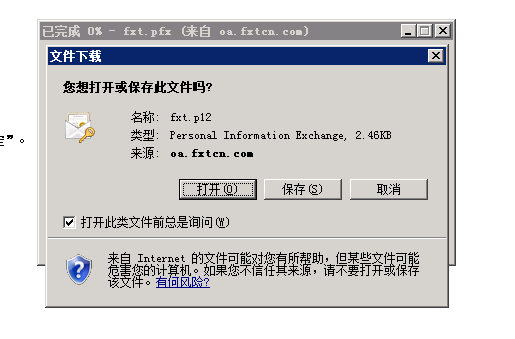 已完成 0% - fxt.pfx (来自 oa.fxtcn.com)
文件下载
您想打开或保存此文件吗?
名称: fxt.p12
类型: Personal Information Exchange, 2.46KB
来源: oa.fxtcn.com
”。
打开(O) 保存(S) 取消
打开此类文件前总是询问(W)
来自 Internet 的文件可能对您有所帮助，但某些文件可能
危害您的计算机。如果您不信任其来源，请不要打开或保存
该文件。有何风险?